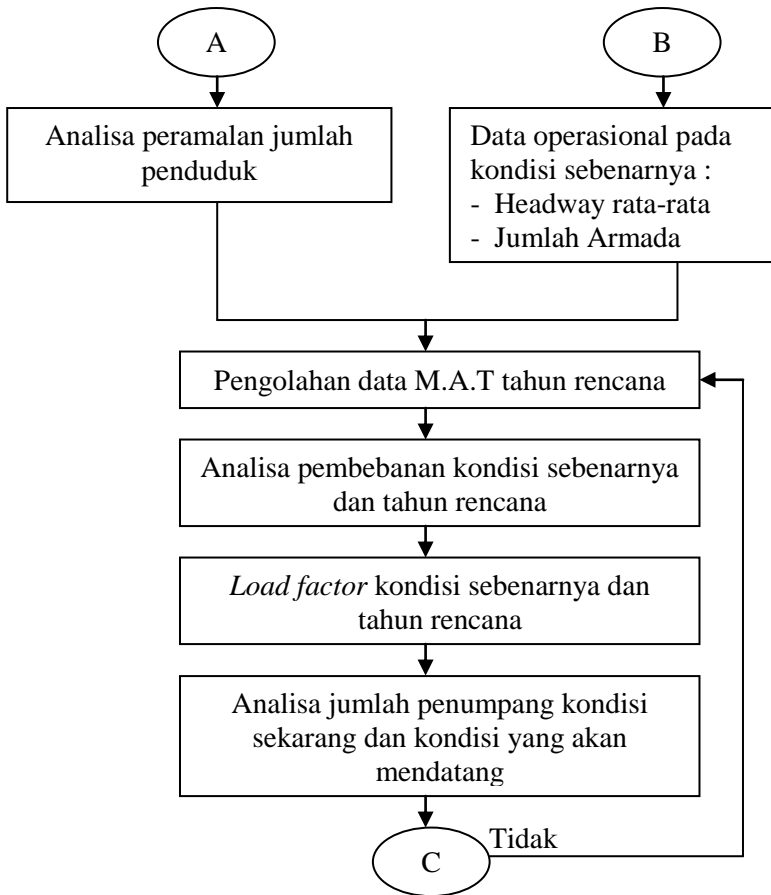 A
B
Analisa peramalan jumlah
penduduk
Data operasional pada
kondisi sebenarnya :
- Headway rata-rata
- Jumlah Armada
Pengolahan data M.A.T tahun rencana
Analisa pembebanan kondisi sebenarnya
dan tahun rencana
Load factor kondisi sebenarnya dan
tahun rencana
Analisa jumlah penumpang kondisi
sekarang dan kondisi yang akan
mendatang
Tidak
C